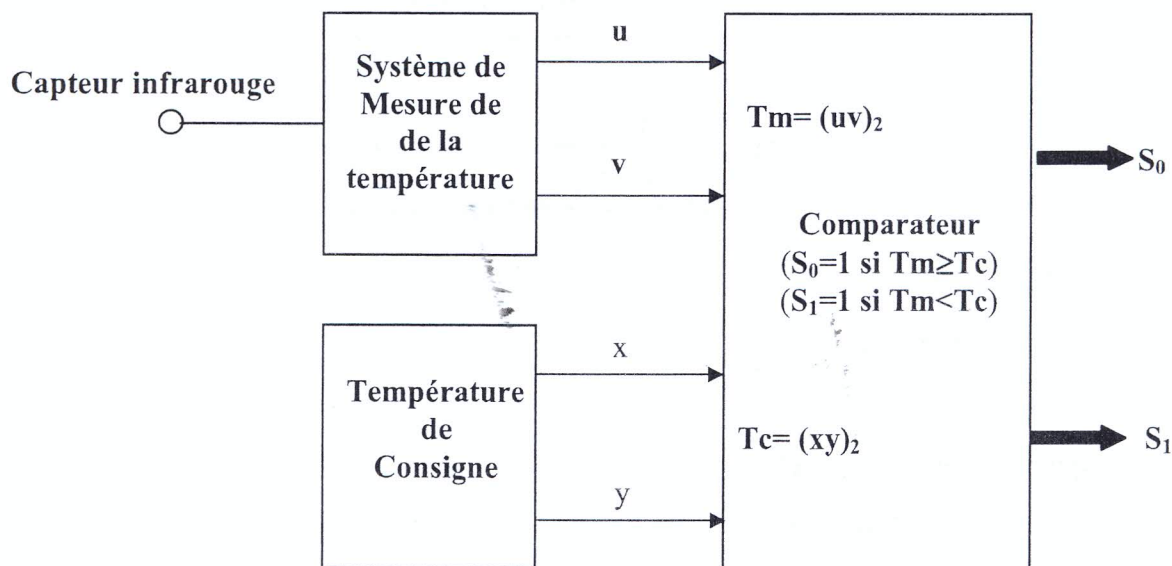 Capteur infrarouge
Système de
Mesure de
de la
température
u
v
Tm= (uv)₂
Comparateur
(S₀=1 si Tm≥Tc)
(S₁=1 si Tm<Tc)
S₀
Température
de
Consigne
x
y
Tc= (xy)₂
S₁